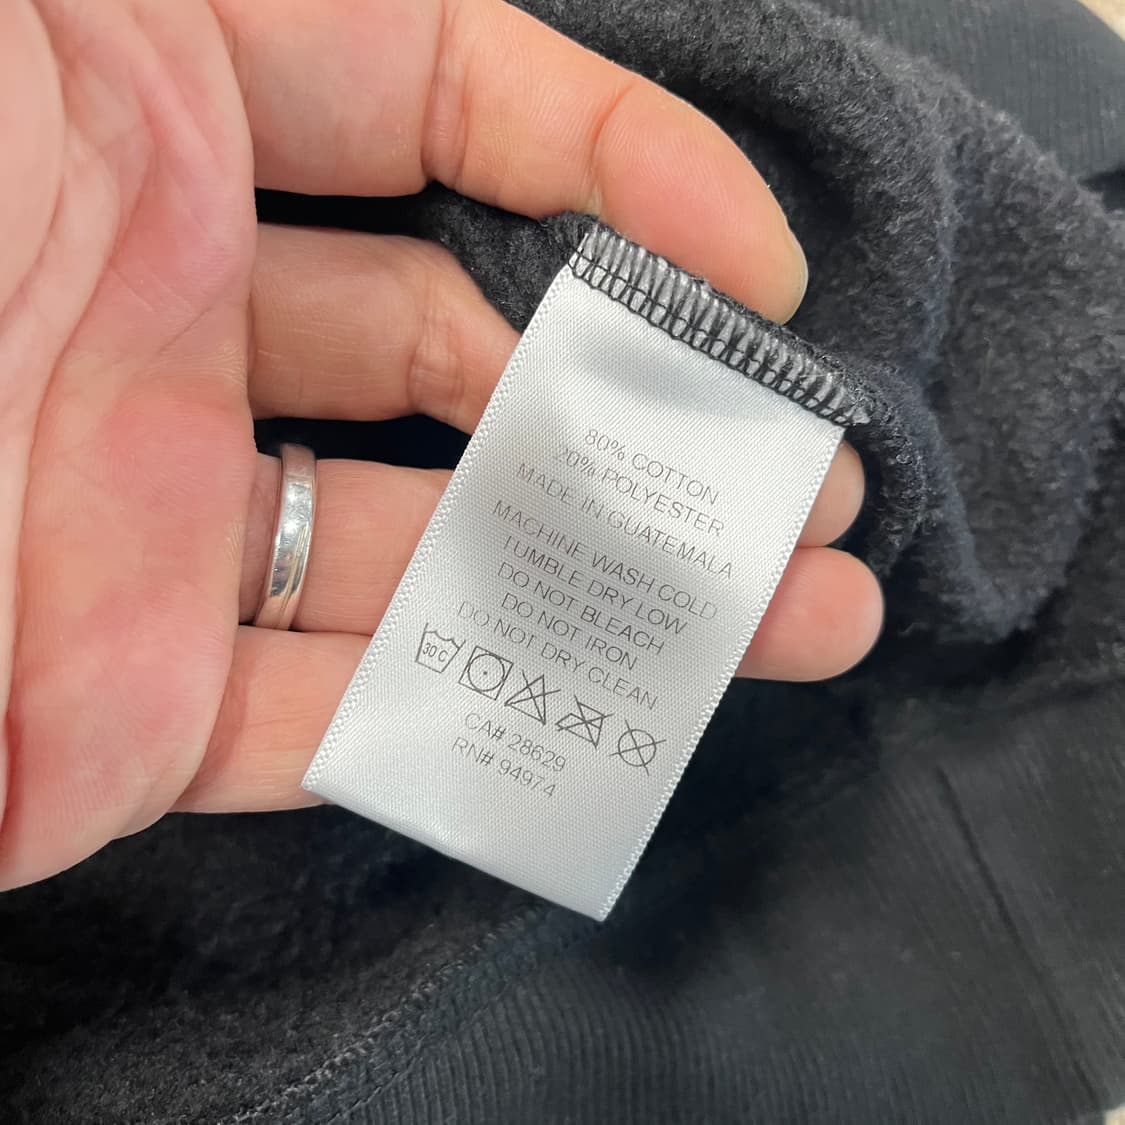 80% COTTON
20% POLYESTER
MADE IN GUATEMALA
MACHINE WASH COLD
TUMBLE DRY LOW
DO NOT BLEACH
DO NOT IRON
DO NOT DRY CLEAN
30 C
CA# 28629
RN# 94974